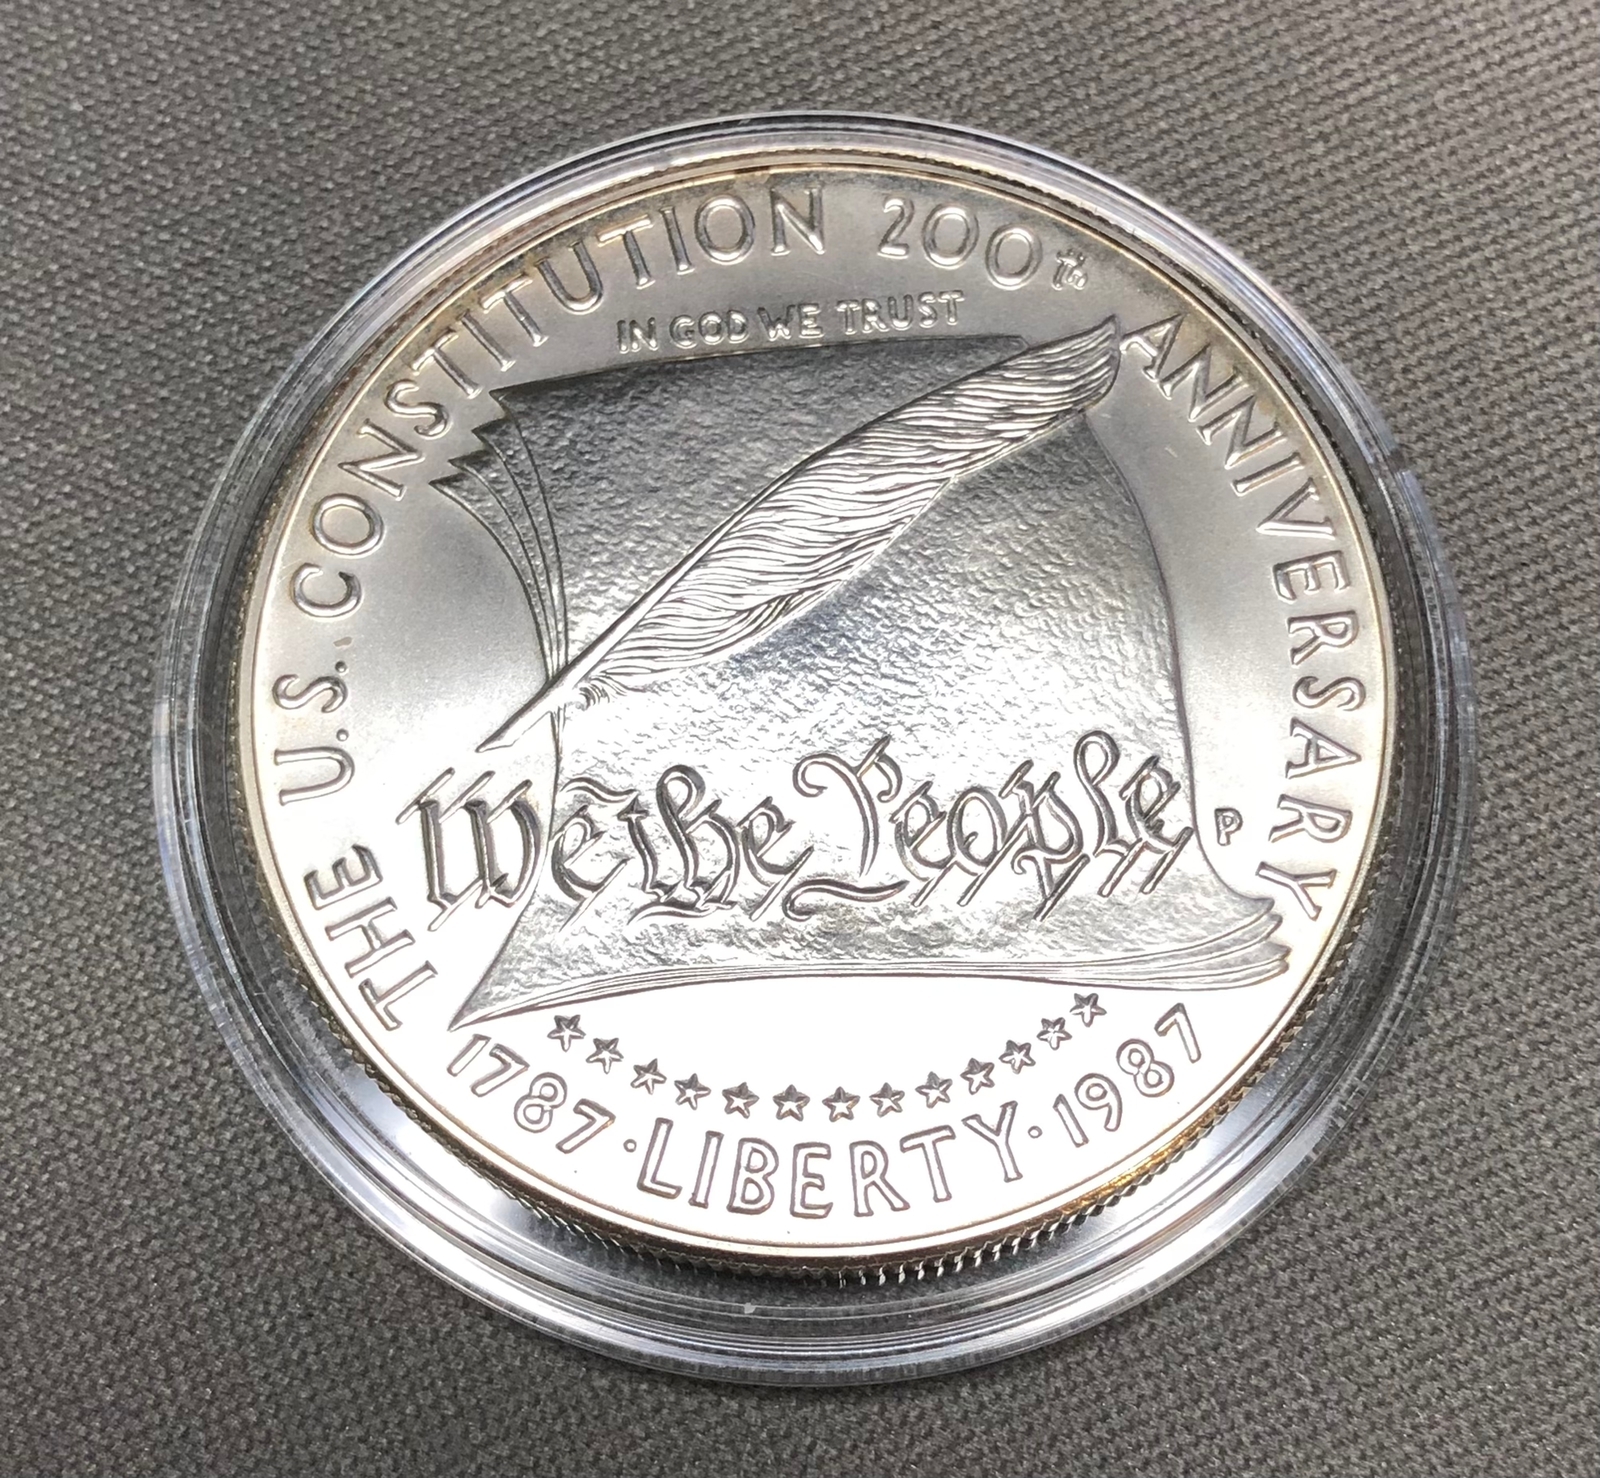 THE U.S. CONSTITUTION 200th ANNIVERSARY
IN GOD WE TRUST
We the People
P
1787 · LIBERTY · 1987